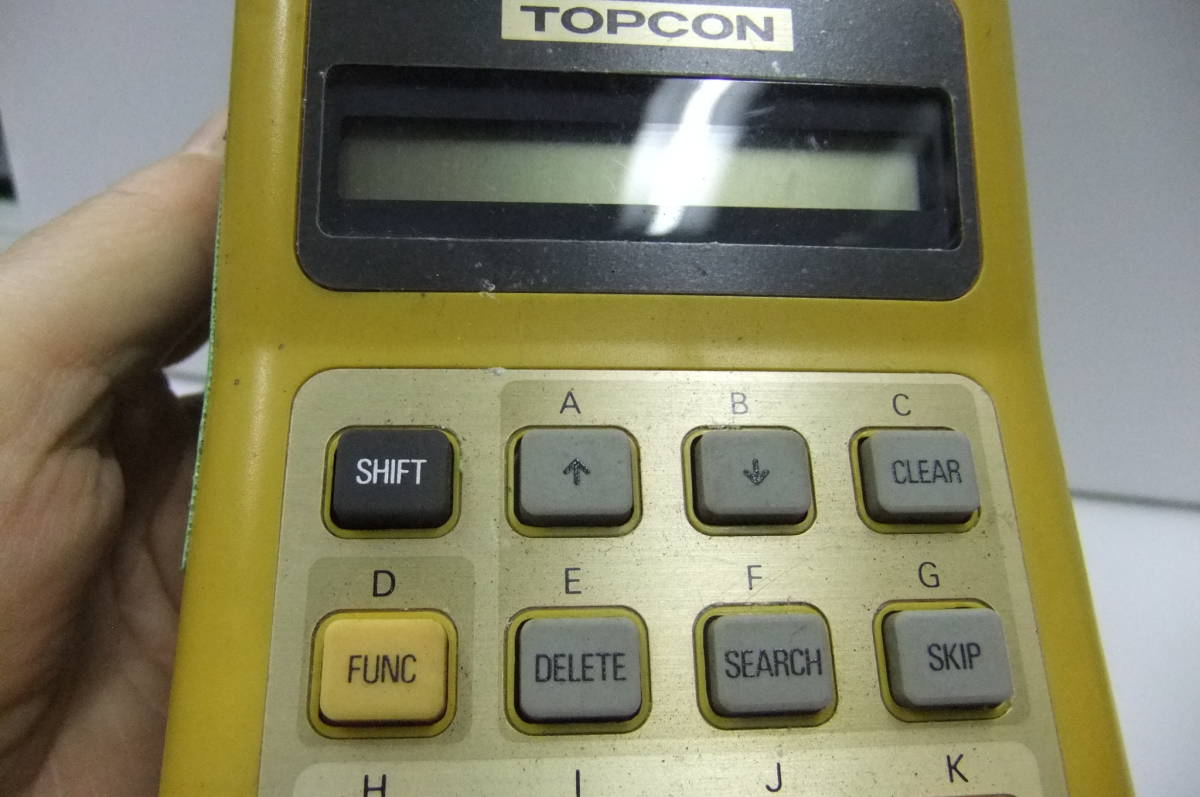 TOPCON
A B C
SHIFT ↑ ↓ CLEAR
D E F G
FUNC DELETE SEARCH SKIP
H I J K